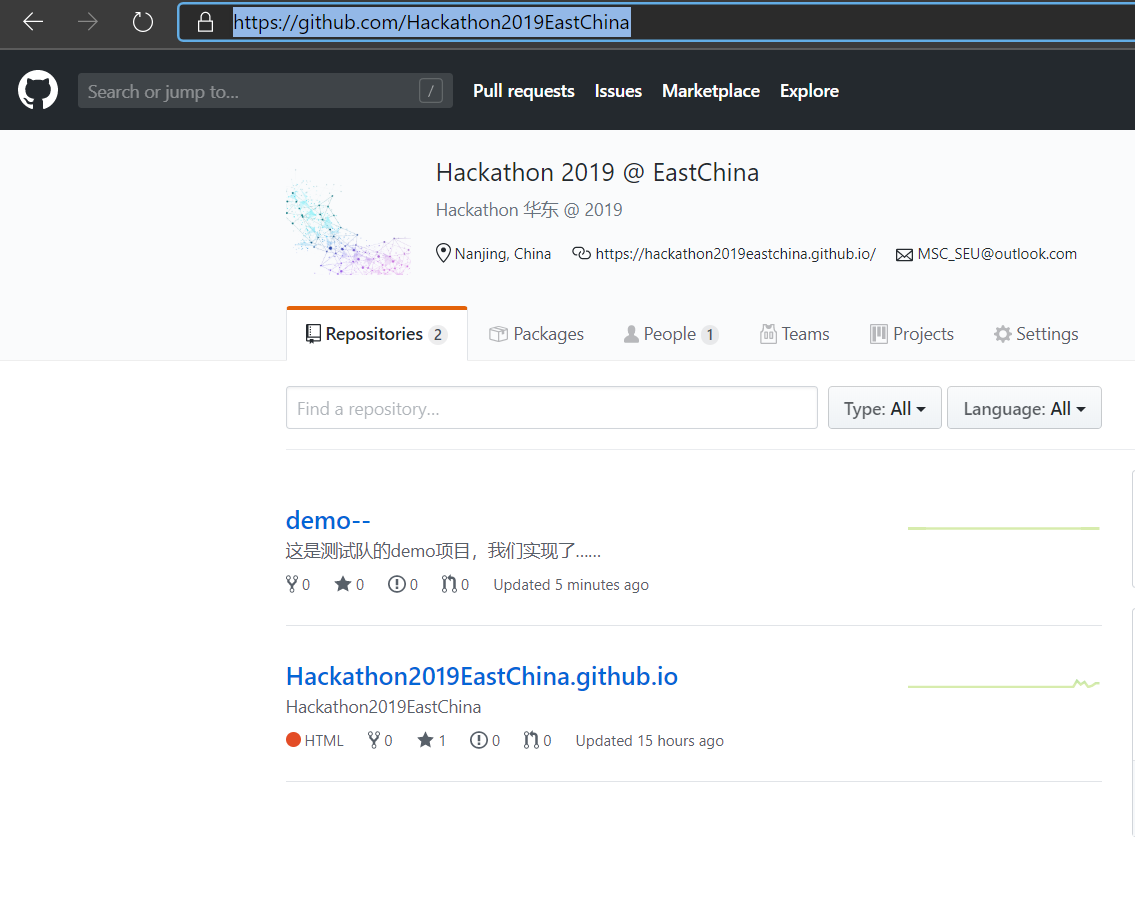 https://github.com/Hackathon2019EastChina
Search or jump to... /
Pull requests Issues Marketplace Explore
Hackathon 2019 @ EastChina
Hackathon 华东 @ 2019
Nanjing, China https://hackathon2019eastchina.github.io/ MSC_SEU@outlook.com
Repositories 2 Packages People 1 Teams Projects Settings
Find a repository... Type: All Language: All
demo--
这是测试队的demo项目，我们实现了......
0 0 0 0 Updated 5 minutes ago
Hackathon2019EastChina.github.io
Hackathon2019EastChina
HTML 0 1 0 0 Updated 15 hours ago